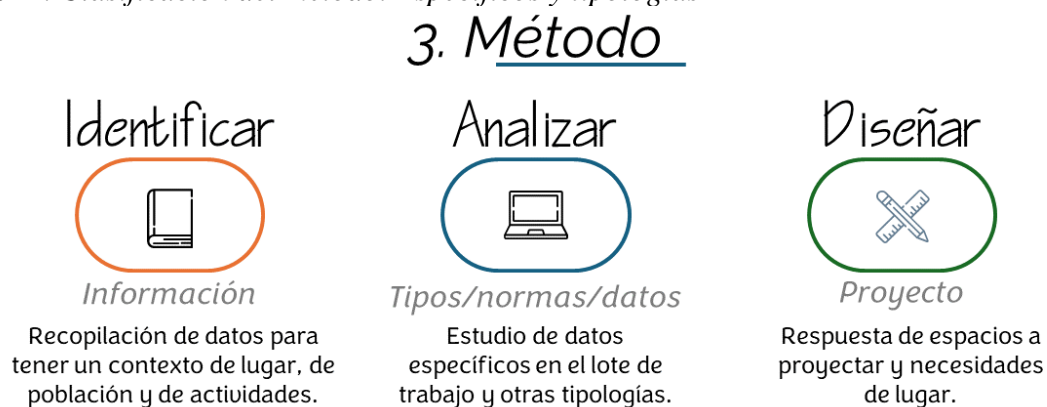 3. Método
Identificar
Analizar
Diseñar
Información
Tipos/normas/datos
Proyecto
Recopilación de datos para
tener un contexto de lugar, de
población y de actividades.
Estudio de datos
específicos en el lote de
trabajo y otras tipologías.
Respuesta de espacios a
proyectar y necesidades
de lugar.